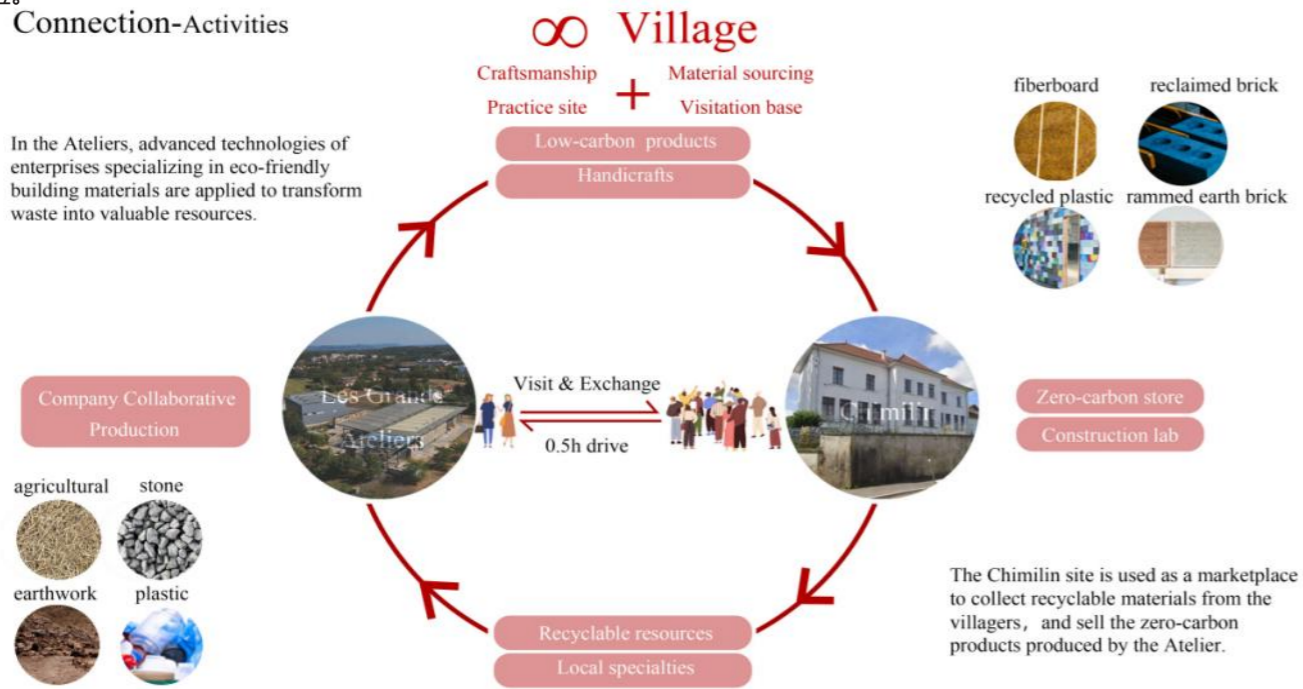 Connection-Activities
∞ Village
Craftsmanship
Practice site
+
Material sourcing
Visitation base
Low-carbon products
Handicrafts
In the Ateliers, advanced technologies of
enterprises specializing in eco-friendly
building materials are applied to transform
waste into valuable resources.
fiberboard
reclaimed brick
recycled plastic
rammed earth brick
Company Collaborative
Production
Les Grands
Ateliers
Visit & Exchange
0.5h drive
Chimilin
Zero-carbon store
Construction lab
agricultural
stone
earthwork
plastic
Recyclable resources
Local specialties
The Chimilin site is used as a marketplace
to collect recyclable materials from the
villagers, and sell the zero-carbon
products produced by the Atelier.